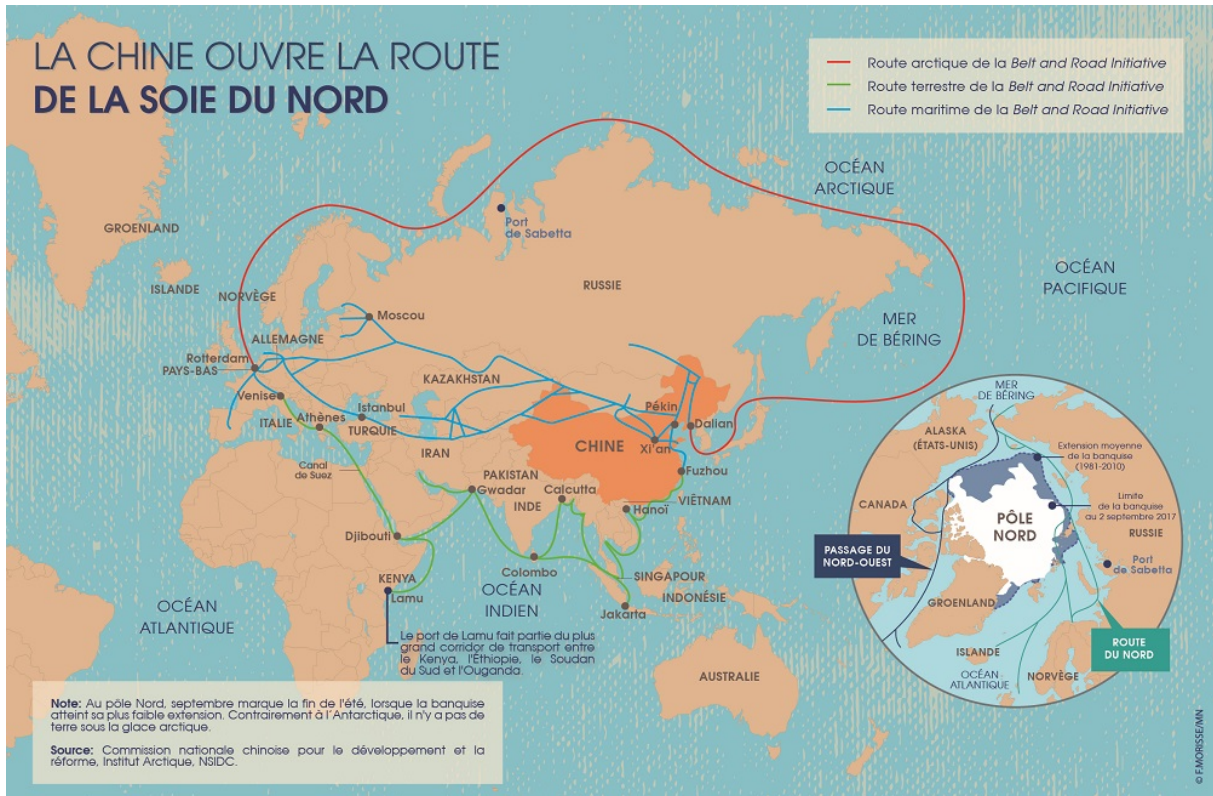 LA CHINE OUVRE LA ROUTE
DE LA SOIE DU NORD
Route arctique de la Belt and Road Initiative
Route terrestre de la Belt and Road Initiative
Route maritime de la Belt and Road Initiative
OCÉAN
ARCTIQUE
GROENLAND
Port
de Sabetta
ISLANDE
NORVÈGE
RUSSIE
OCÉAN
PACIFIQUE
MER
DE BÉRING
Moscou
ALLEMAGNE
Rotterdam
PAYS-BAS
KAZAKHSTAN
Venise
Istanbul
Athènes
ITALIE
TURQUIE
Pékin
Dalian
CHINE
Xi'an
IRAN
Canal
de Suez
PAKISTAN
Gwadar
Calcutta
Fuzhou
INDE
VIÊTNAM
Hanoï
Djibouti
Colombo
SINGAPOUR
KENYA
Lamu
OCÉAN
INDIEN
INDONÉSIE
Jakarta
OCÉAN
ATLANTIQUE
Le port de Lamu fait partie du plus
grand corridor de transport entre
le Kenya, l'Éthiopie, le Soudan
du Sud et l'Ouganda.
AUSTRALIE
MER
DE BÉRING
ALASKA
(ÉTATS-UNIS)
Extension moyenne
de la banquise
(1981-2010)
CANADA
Limite
de la banquise
au 2 septembre 2017
PÔLE
NORD
RUSSIE
PASSAGE DU
NORD-OUEST
Port
de Sabetta
GROENLAND
ROUTE
DU NORD
ISLANDE
OCÉAN
ATLANTIQUE
NORVÈGE
Note: Au pôle Nord, septembre marque la fin de l'été, lorsque la banquise
atteint sa plus faible extension. Contrairement à l'Antarctique, il n'y a pas de
terre sous la glace arctique.
Source: Commission nationale chinoise pour le développement et la
réforme, Institut Arctique, NSIDC.
© F.MORISSE/MN